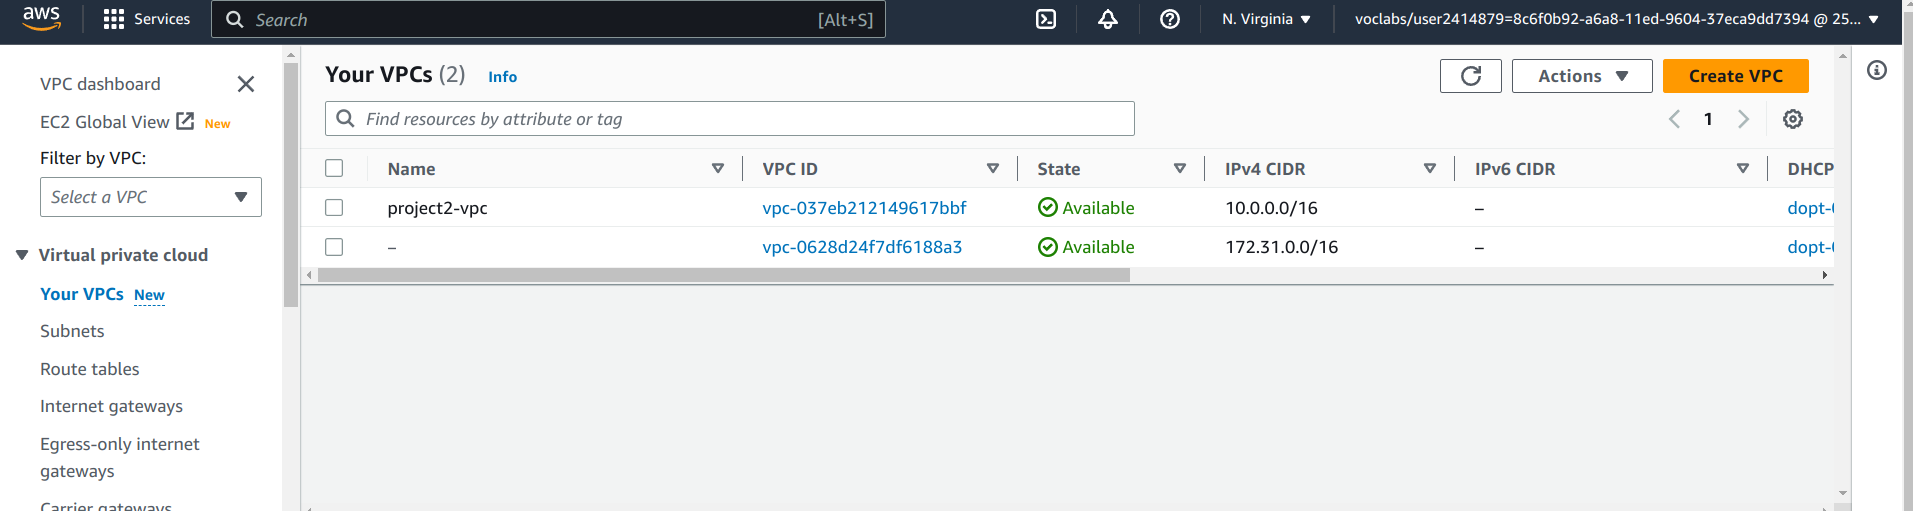 aws
Services
Search
[Alt+S]
N. Virginia
voclabs/user2414879=8c6f0b92-a6a8-11ed-9604-37eca9dd7394 @ 25...
VPC dashboard
EC2 Global View New
Filter by VPC:
Select a VPC
Virtual private cloud
Your VPCs New
Subnets
Route tables
Internet gateways
Egress-only internet
gateways
Carrier gateways
Your VPCs (2) Info
Actions
Create VPC
Find resources by attribute or tag
1
Name VPC ID State IPv4 CIDR IPv6 CIDR DHCP
project2-vpc vpc-037eb212149617bbf Available 10.0.0.0/16 – dopt-0
– vpc-0628d24f7df6188a3 Available 172.31.0.0/16 – dopt-0